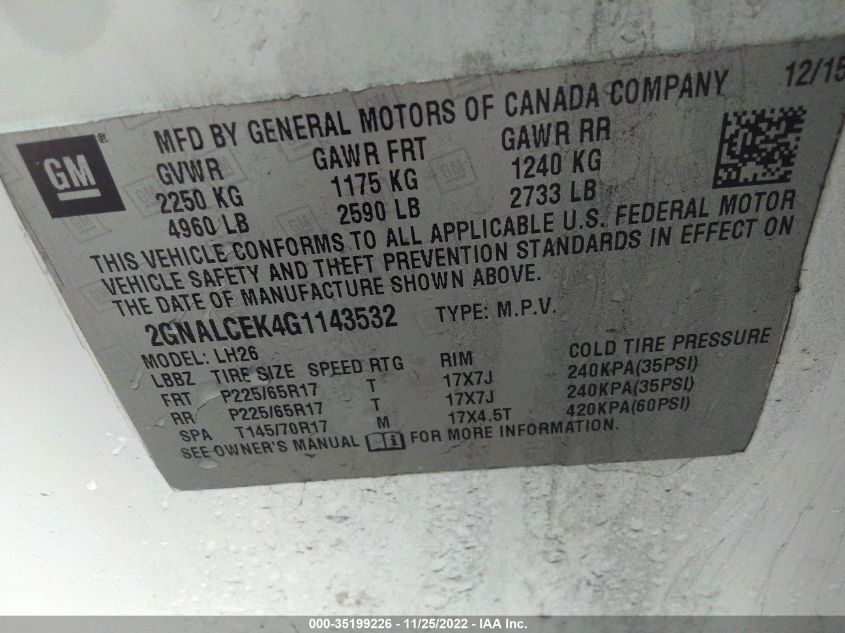 GM
MFD BY GENERAL MOTORS OF CANADA COMPANY 12/15
GVWR GAWR FRT GAWR RR
2250 KG 1175 KG 1240 KG
4960 LB 2590 LB 2733 LB
THIS VEHICLE CONFORMS TO ALL APPLICABLE U.S. FEDERAL MOTOR
VEHICLE SAFETY AND THEFT PREVENTION STANDARDS IN EFFECT ON
THE DATE OF MANUFACTURE SHOWN ABOVE.
2GNALCEK4G1143532 TYPE: M.P.V.
MODEL: LH26
LBBZ TIRE SIZE SPEED RTG RIM COLD TIRE PRESSURE
FRT P225/65R17 T 17X7J 240KPA(35PSI)
RR P225/65R17 T 17X7J 240KPA(35PSI)
SPA T145/70R17 M 17X4.5T 420KPA(60PSI)
SEE OWNER'S MANUAL FOR MORE INFORMATION.
000-35199226 - 11/25/2022 - IAA Inc.